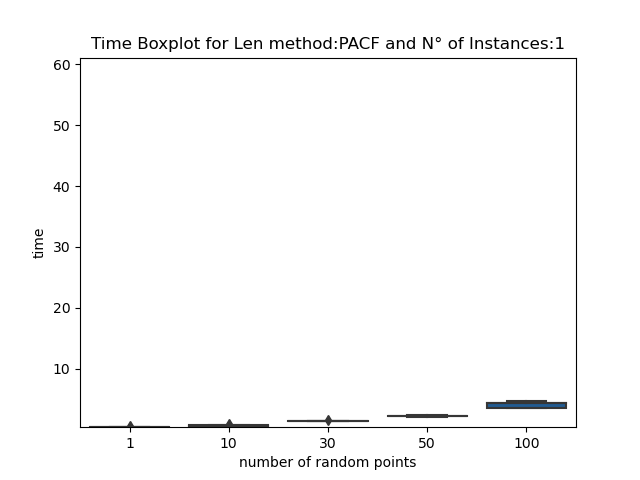 Time Boxplot for Len method:PACF and N° of Instances:1
60
50
40
30
20
10
time
1 10 30 50 100
number of random points